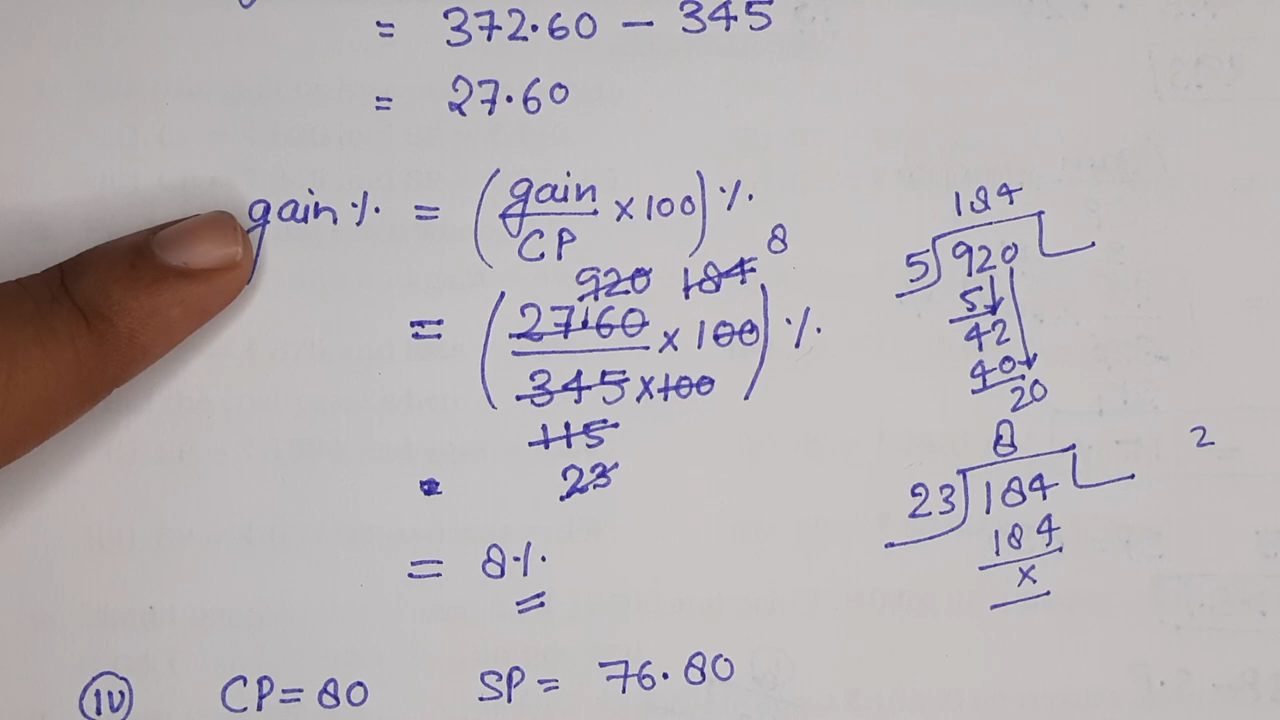 = 372.60 - 345
= 27.60
gain % = (gain/CP × 100) %
920 184 8
= (27.60/345 × 100 × 100) %
115
23
= 8%
184
5)920
5
42
40
20
8
23)184
184
x
2
(iv) CP = 80 SP = 76.80